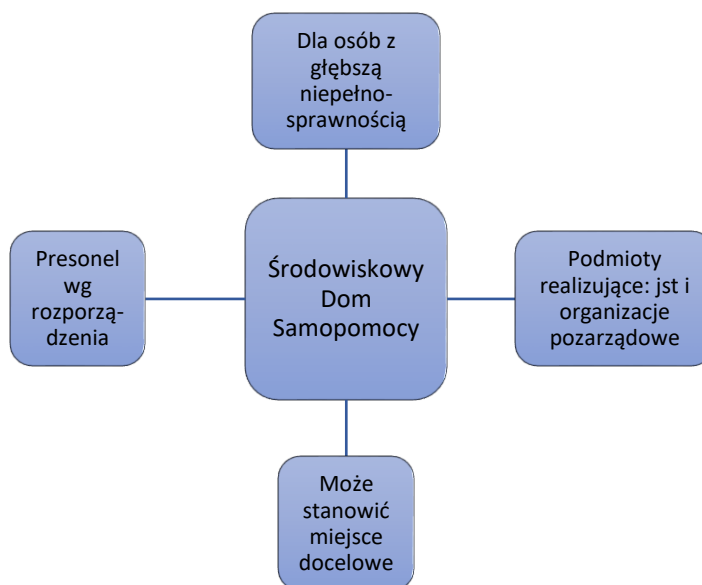 Dla osób z
głębszą
niepełno-
sprawnością
Presonel
wg
rozporzą-
dzenia
Środowiskowy
Dom
Samopomocy
Podmioty
realizujące: jst i
organizacje
pozarządowe
Może
stanowić
miejsce
docelowe